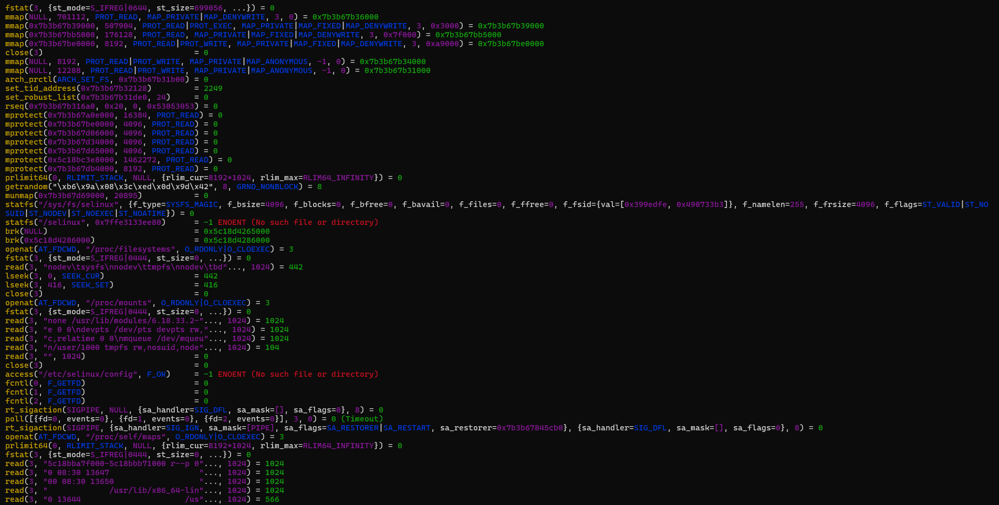 fstat(3, {st_mode=S_IFREG|0644, st_size=699056, ...}) = 0
mmap(NULL, 701112, PROT_READ, MAP_PRIVATE|MAP_DENYWRITE, 3, 0) = 0x7b3b67b36000
mmap(0x7b3b67b39000, 507904, PROT_READ|PROT_EXEC, MAP_PRIVATE|MAP_FIXED|MAP_DENYWRITE, 3, 0x3000) = 0x7b3b67b39000
mmap(0x7b3b67bb5000, 176128, PROT_READ, MAP_PRIVATE|MAP_FIXED|MAP_DENYWRITE, 3, 0x7f000) = 0x7b3b67bb5000
mmap(0x7b3b67be0000, 8192, PROT_READ|PROT_WRITE, MAP_PRIVATE|MAP_FIXED|MAP_DENYWRITE, 3, 0xa9000) = 0x7b3b67be0000
close(3)                                = 0
mmap(NULL, 8192, PROT_READ|PROT_WRITE, MAP_PRIVATE|MAP_ANONYMOUS, -1, 0) = 0x7b3b67b34000
mmap(NULL, 12288, PROT_READ|PROT_WRITE, MAP_PRIVATE|MAP_ANONYMOUS, -1, 0) = 0x7b3b67b31000
arch_prctl(ARCH_SET_FS, 0x7b3b67b31b00) = 0
set_tid_address(0x7b3b67b32128)         = 2249
set_robust_list(0x7b3b67b31de0, 24)     = 0
rseq(0x7b3b67b316a0, 0x20, 0, 0x53053053) = 0
mprotect(0x7b3b67a0e000, 16384, PROT_READ) = 0
mprotect(0x7b3b67be0000, 4096, PROT_READ) = 0
mprotect(0x7b3b67d06000, 4096, PROT_READ) = 0
mprotect(0x7b3b67d34000, 4096, PROT_READ) = 0
mprotect(0x7b3b67d65000, 4096, PROT_READ) = 0
mprotect(0x5c18bc3e8000, 1462272, PROT_READ) = 0
mprotect(0x7b3b67db4000, 8192, PROT_READ) = 0
prlimit64(0, RLIMIT_STACK, NULL, {rlim_cur=8192*1024, rlim_max=RLIM64_INFINITY}) = 0
getrandom("\xb6\x9a\x08\x3c\xed\x0d\x9d\x42", 8, GRND_NONBLOCK) = 8
munmap(0x7b3b67d69000, 20895)           = 0
statfs("/sys/fs/selinux", {f_type=SYSFS_MAGIC, f_bsize=4096, f_blocks=0, f_bfree=0, f_bavail=0, f_files=0, f_ffree=0, f_fsid={val=[0x399edfe, 0x490733b3]}, f_namelen=255, f_frsize=4096, f_flags=ST_VALID|ST_NO
SUID|ST_NODEV|ST_NOEXEC|ST_NOATIME}) = 0
statfs("/selinux", 0x7ffe3133ee80)      = -1 ENOENT (No such file or directory)
brk(NULL)                               = 0x5c18d4265000
brk(0x5c18d4286000)                     = 0x5c18d4286000
openat(AT_FDCWD, "/proc/filesystems", O_RDONLY|O_CLOEXEC) = 3
fstat(3, {st_mode=S_IFREG|0444, st_size=0, ...}) = 0
read(3, "nodev\tsysfs\nnodev\ttmpfs\nnodev\tbd"..., 1024) = 442
lseek(3, 0, SEEK_CUR)                   = 442
lseek(3, 416, SEEK_SET)                 = 416
close(3)                                = 0
openat(AT_FDCWD, "/proc/mounts", O_RDONLY|O_CLOEXEC) = 3
fstat(3, {st_mode=S_IFREG|0444, st_size=0, ...}) = 0
read(3, "none /usr/lib/modules/6.18.33.2-"..., 1024) = 1024
read(3, "e 0 0\ndevpts /dev/pts devpts rw,"..., 1024) = 1024
read(3, "c,relatime 0 0\nmqueue /dev/mqueu"..., 1024) = 1024
read(3, "n/user/1000 tmpfs rw,nosuid,node"..., 1024) = 104
read(3, "", 1024)                       = 0
close(3)                                = 0
access("/etc/selinux/config", F_OK)     = -1 ENOENT (No such file or directory)
fcntl(0, F_GETFD)                       = 0
fcntl(1, F_GETFD)                       = 0
fcntl(2, F_GETFD)                       = 0
rt_sigaction(SIGPIPE, NULL, {sa_handler=SIG_DFL, sa_mask=[], sa_flags=0}, 8) = 0
poll([{fd=0, events=0}, {fd=1, events=0}, {fd=2, events=0}], 3, 0) = 0 (Timeout)
rt_sigaction(SIGPIPE, {sa_handler=SIG_IGN, sa_mask=[PIPE], sa_flags=SA_RESTORER|SA_RESTART, sa_restorer=0x7b3b67845cb0}, {sa_handler=SIG_DFL, sa_mask=[], sa_flags=0}, 8) = 0
openat(AT_FDCWD, "/proc/self/maps", O_RDONLY|O_CLOEXEC) = 3
prlimit64(0, RLIMIT_STACK, NULL, {rlim_cur=8192*1024, rlim_max=RLIM64_INFINITY}) = 0
fstat(3, {st_mode=S_IFREG|0444, st_size=0, ...}) = 0
read(3, "5c18bba7f000-5c18bbb71000 r--p 0"..., 1024) = 1024
read(3, "0 08:30 13647                   "..., 1024) = 1024
read(3, "00 08:30 13650                  "..., 1024) = 1024
read(3, "             /usr/lib/x86_64-lin"..., 1024) = 1024
read(3, "0 13644                      /us"..., 1024) = 566